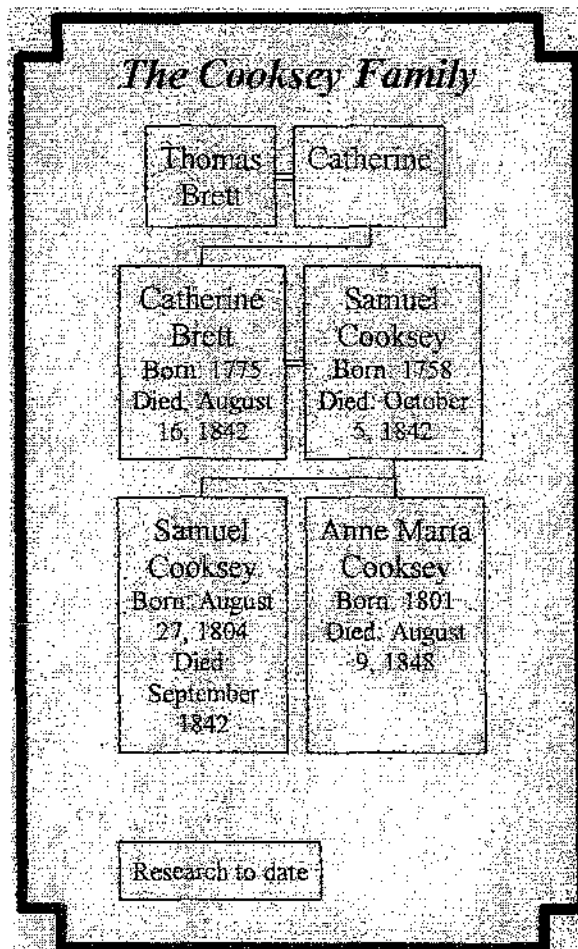 The Cooksey Family
Thomas
Brett
Catherine
Catherine
Brett
Born: 1775
Died: August
16, 1842
Samuel
Cooksey
Born: 1758
Died: October
5, 1842
Samuel
Cooksey
Born: August
27, 1804
Died
September
1842
Anne Maria
Cooksey
Born: 1801
Died: August
9, 1848
Research to date